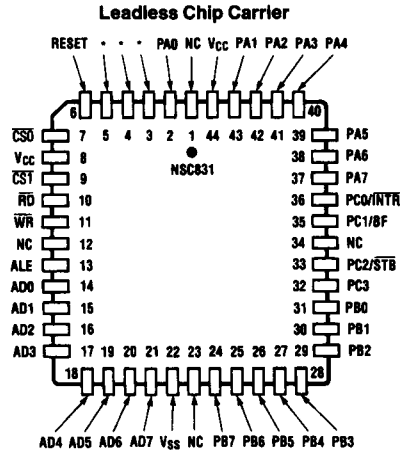 Leadless Chip Carrier
RESET * * * PA0 NC VCC PA1 PA2 PA3 PA4
6 5 4 3 2 1 44 43 42 41 40
NSC831
CS0 7 39 PA5
VCC 8 38 PA6
CS1 9 37 PA7
RD 10 36 PC0/INTR
WR 11 35 PC1/BF
NC 12 34 NC
ALE 13 33 PC2/STB
AD0 14 32 PC3
AD1 15 31 PB0
AD2 16 30 PB1
AD3 17 29 PB2
18 19 20 21 22 23 24 25 26 27 28
AD4 AD5 AD6 AD7 VSS NC PB7 PB6 PB5 PB4 PB3